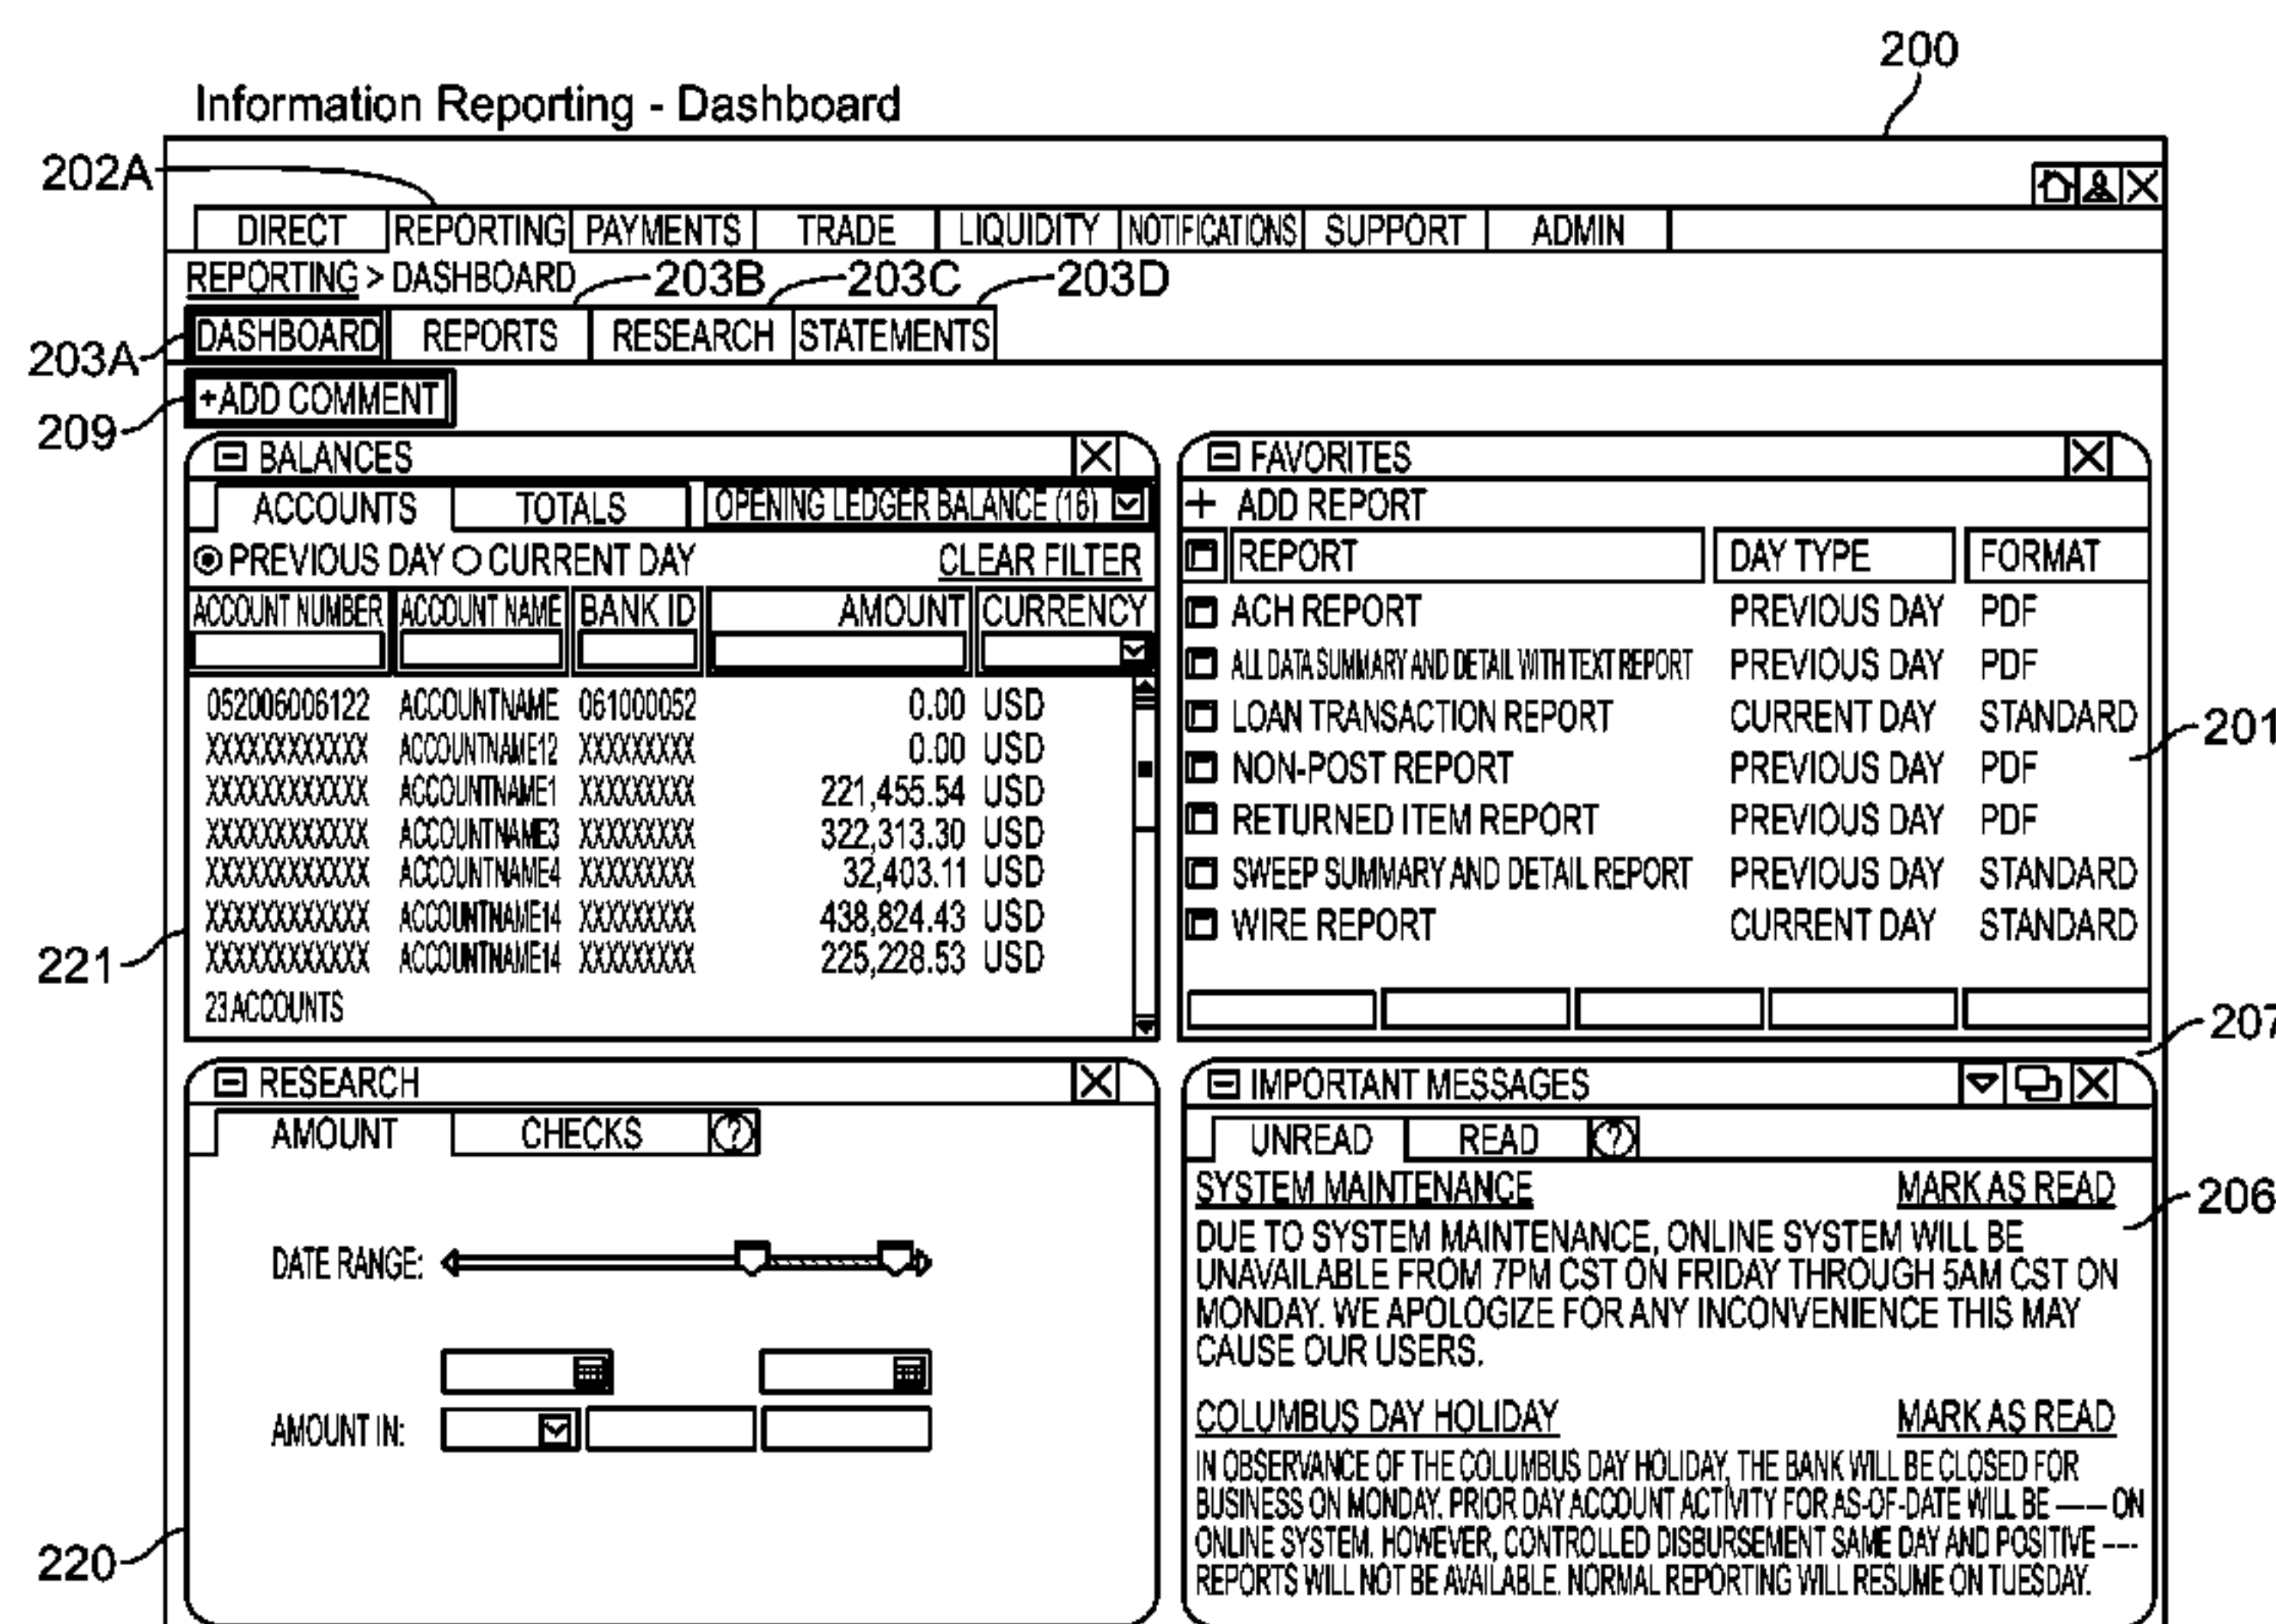 200
Information Reporting - Dashboard
202A
DIRECT REPORTING PAYMENTS TRADE LIQUIDITY NOTIFICATIONS SUPPORT ADMIN
REPORTING > DASHBOARD 203B 203C 203D
DASHBOARD REPORTS RESEARCH STATEMENTS
203A
+ADD COMMENT
209
BALANCES
ACCOUNTS TOTALS OPENING LEDGER BALANCE (16)
PREVIOUS DAY CURRENT DAY CLEAR FILTER
ACCOUNT NUMBER ACCOUNT NAME BANK ID AMOUNT CURRENCY
052006006122 ACCOUNTNAME 061000052 0.00 USD
XXXXXXXXXXXX ACCOUNTNAME12 XXXXXXXXX 0.00 USD
XXXXXXXXXXXX ACCOUNTNAME1 XXXXXXXXX 221,455.54 USD
XXXXXXXXXXXX ACCOUNTNAME3 XXXXXXXXX 322,313.30 USD
XXXXXXXXXXXX ACCOUNTNAME4 XXXXXXXXX 32,403.11 USD
XXXXXXXXXXXX ACCOUNTNAME14 XXXXXXXXX 438,824.43 USD
XXXXXXXXXXXX ACCOUNTNAME14 XXXXXXXXX 225,228.53 USD
221
23 ACCOUNTS
FAVORITES
+ ADD REPORT
REPORT DAY TYPE FORMAT
ACH REPORT PREVIOUS DAY PDF
ALL DATA SUMMARY AND DETAIL WITH TEXT REPORT PREVIOUS DAY PDF
LOAN TRANSACTION REPORT CURRENT DAY STANDARD
201
NON-POST REPORT PREVIOUS DAY PDF
RETURNED ITEM REPORT PREVIOUS DAY PDF
SWEEP SUMMARY AND DETAIL REPORT PREVIOUS DAY STANDARD
WIRE REPORT CURRENT DAY STANDARD
207
RESEARCH
AMOUNT CHECKS ?
DATE RANGE:
AMOUNT IN:
220
IMPORTANT MESSAGES
UNREAD READ ?
SYSTEM MAINTENANCE MARK AS READ
206
DUE TO SYSTEM MAINTENANCE, ONLINE SYSTEM WILL BE
UNAVAILABLE FROM 7PM CST ON FRIDAY THROUGH 5AM CST ON
MONDAY. WE APOLOGIZE FOR ANY INCONVENIENCE THIS MAY
CAUSE OUR USERS.
COLUMBUS DAY HOLIDAY MARK AS READ
IN OBSERVANCE OF THE COLUMBUS DAY HOLIDAY, THE BANK WILL BE CLOSED FOR
BUSINESS ON MONDAY. PRIOR DAY ACCOUNT ACTIVITY FOR AS-OF-DATE WILL BE ----- ON
ONLINE SYSTEM. HOWEVER, CONTROLLED DISBURSEMENT SAME DAY AND POSITIVE ----
REPORTS WILL NOT BE AVAILABLE. NORMAL REPORTING WILL RESUME ON TUESDAY.